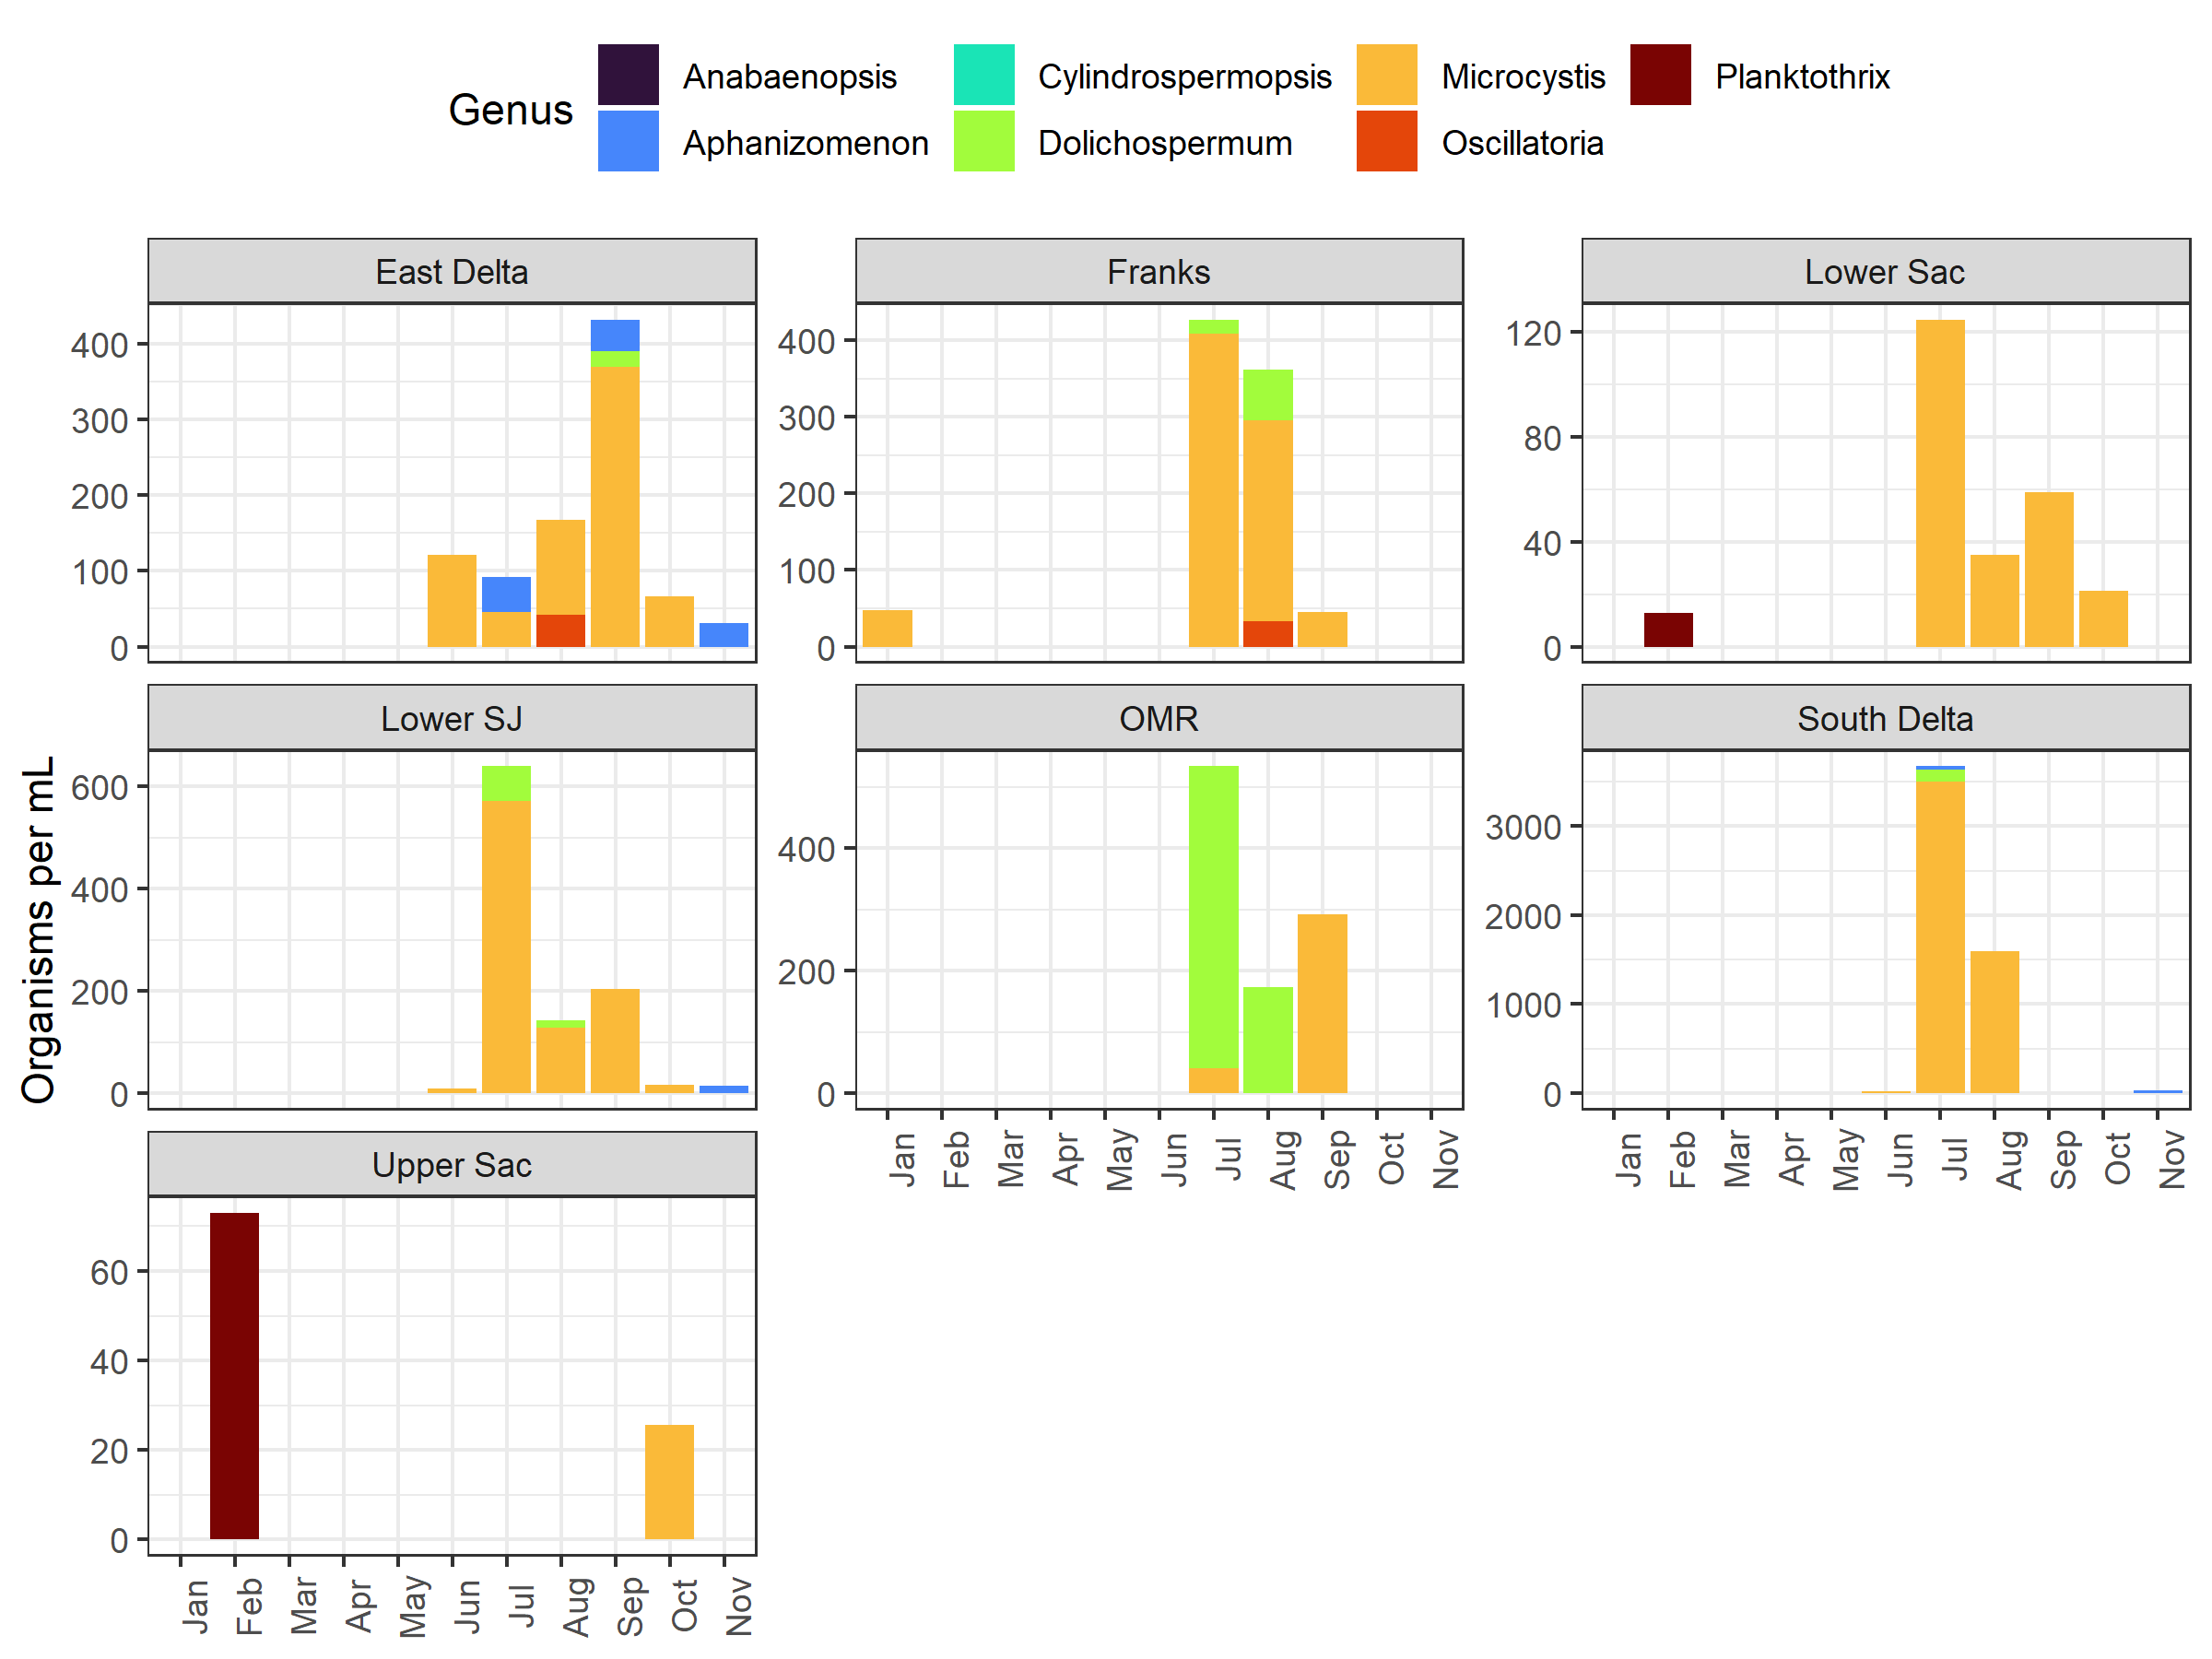 Genus
Anabaenopsis
Cylindrospermopsis
Microcystis
Planktothrix
Aphanizomenon
Dolichospermum
Oscillatoria
Organisms per mL
East Delta
400
300
200
100
0
Franks
400
300
200
100
0
Lower Sac
120
80
40
0
Lower SJ
600
400
200
0
OMR
400
200
0
Jan Feb Mar Apr May Jun Jul Aug Sep Oct Nov
South Delta
3000
2000
1000
0
Jan Feb Mar Apr May Jun Jul Aug Sep Oct Nov
Upper Sac
60
40
20
0
Jan Feb Mar Apr May Jun Jul Aug Sep Oct Nov